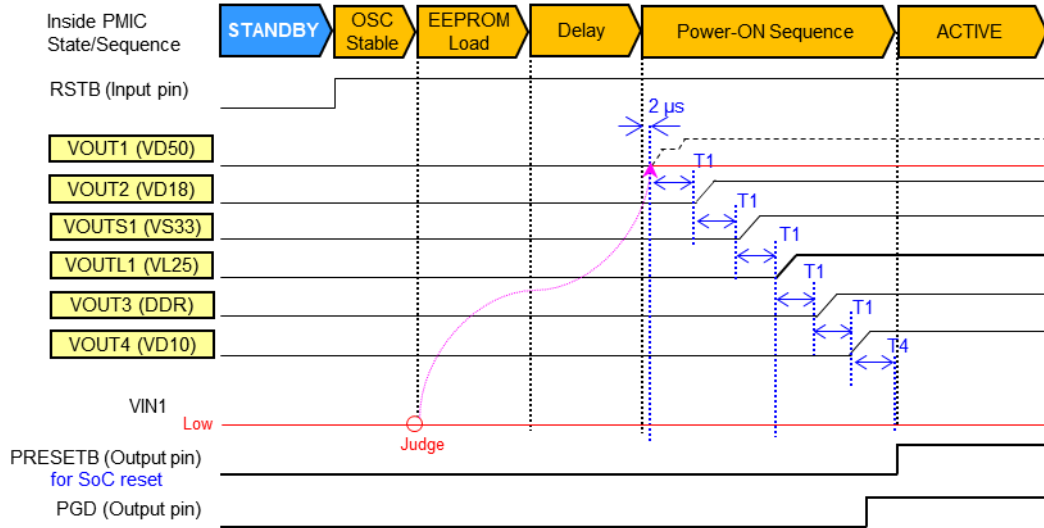 Inside PMIC
State/Sequence
STANDBY
OSC
Stable
EEPROM
Load
Delay
Power-ON Sequence
ACTIVE
RSTB (Input pin)
2 µs
VOUT1 (VD50)
T1
VOUT2 (VD18)
T1
VOUTS1 (VS33)
T1
VOUTL1 (VL25)
T1
VOUT3 (DDR)
T1
VOUT4 (VD10)
T4
VIN1
Low
Judge
PRESETB (Output pin)
for SoC reset
PGD (Output pin)